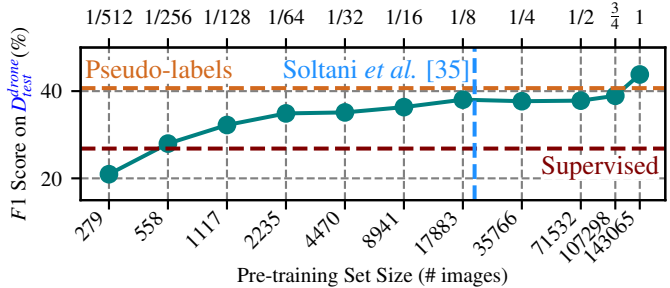 1/512 1/256 1/128 1/64 1/32 1/16 1/8 1/4 1/2 3/4 1
Pseudo-labels Soltani et al. [35]
40
Supervised
20
F1 Score on D^{drone}_{test} (%)
279 558 1117 2235 4470 8941 17883 35766 71532 107298 143065
Pre-training Set Size (# images)